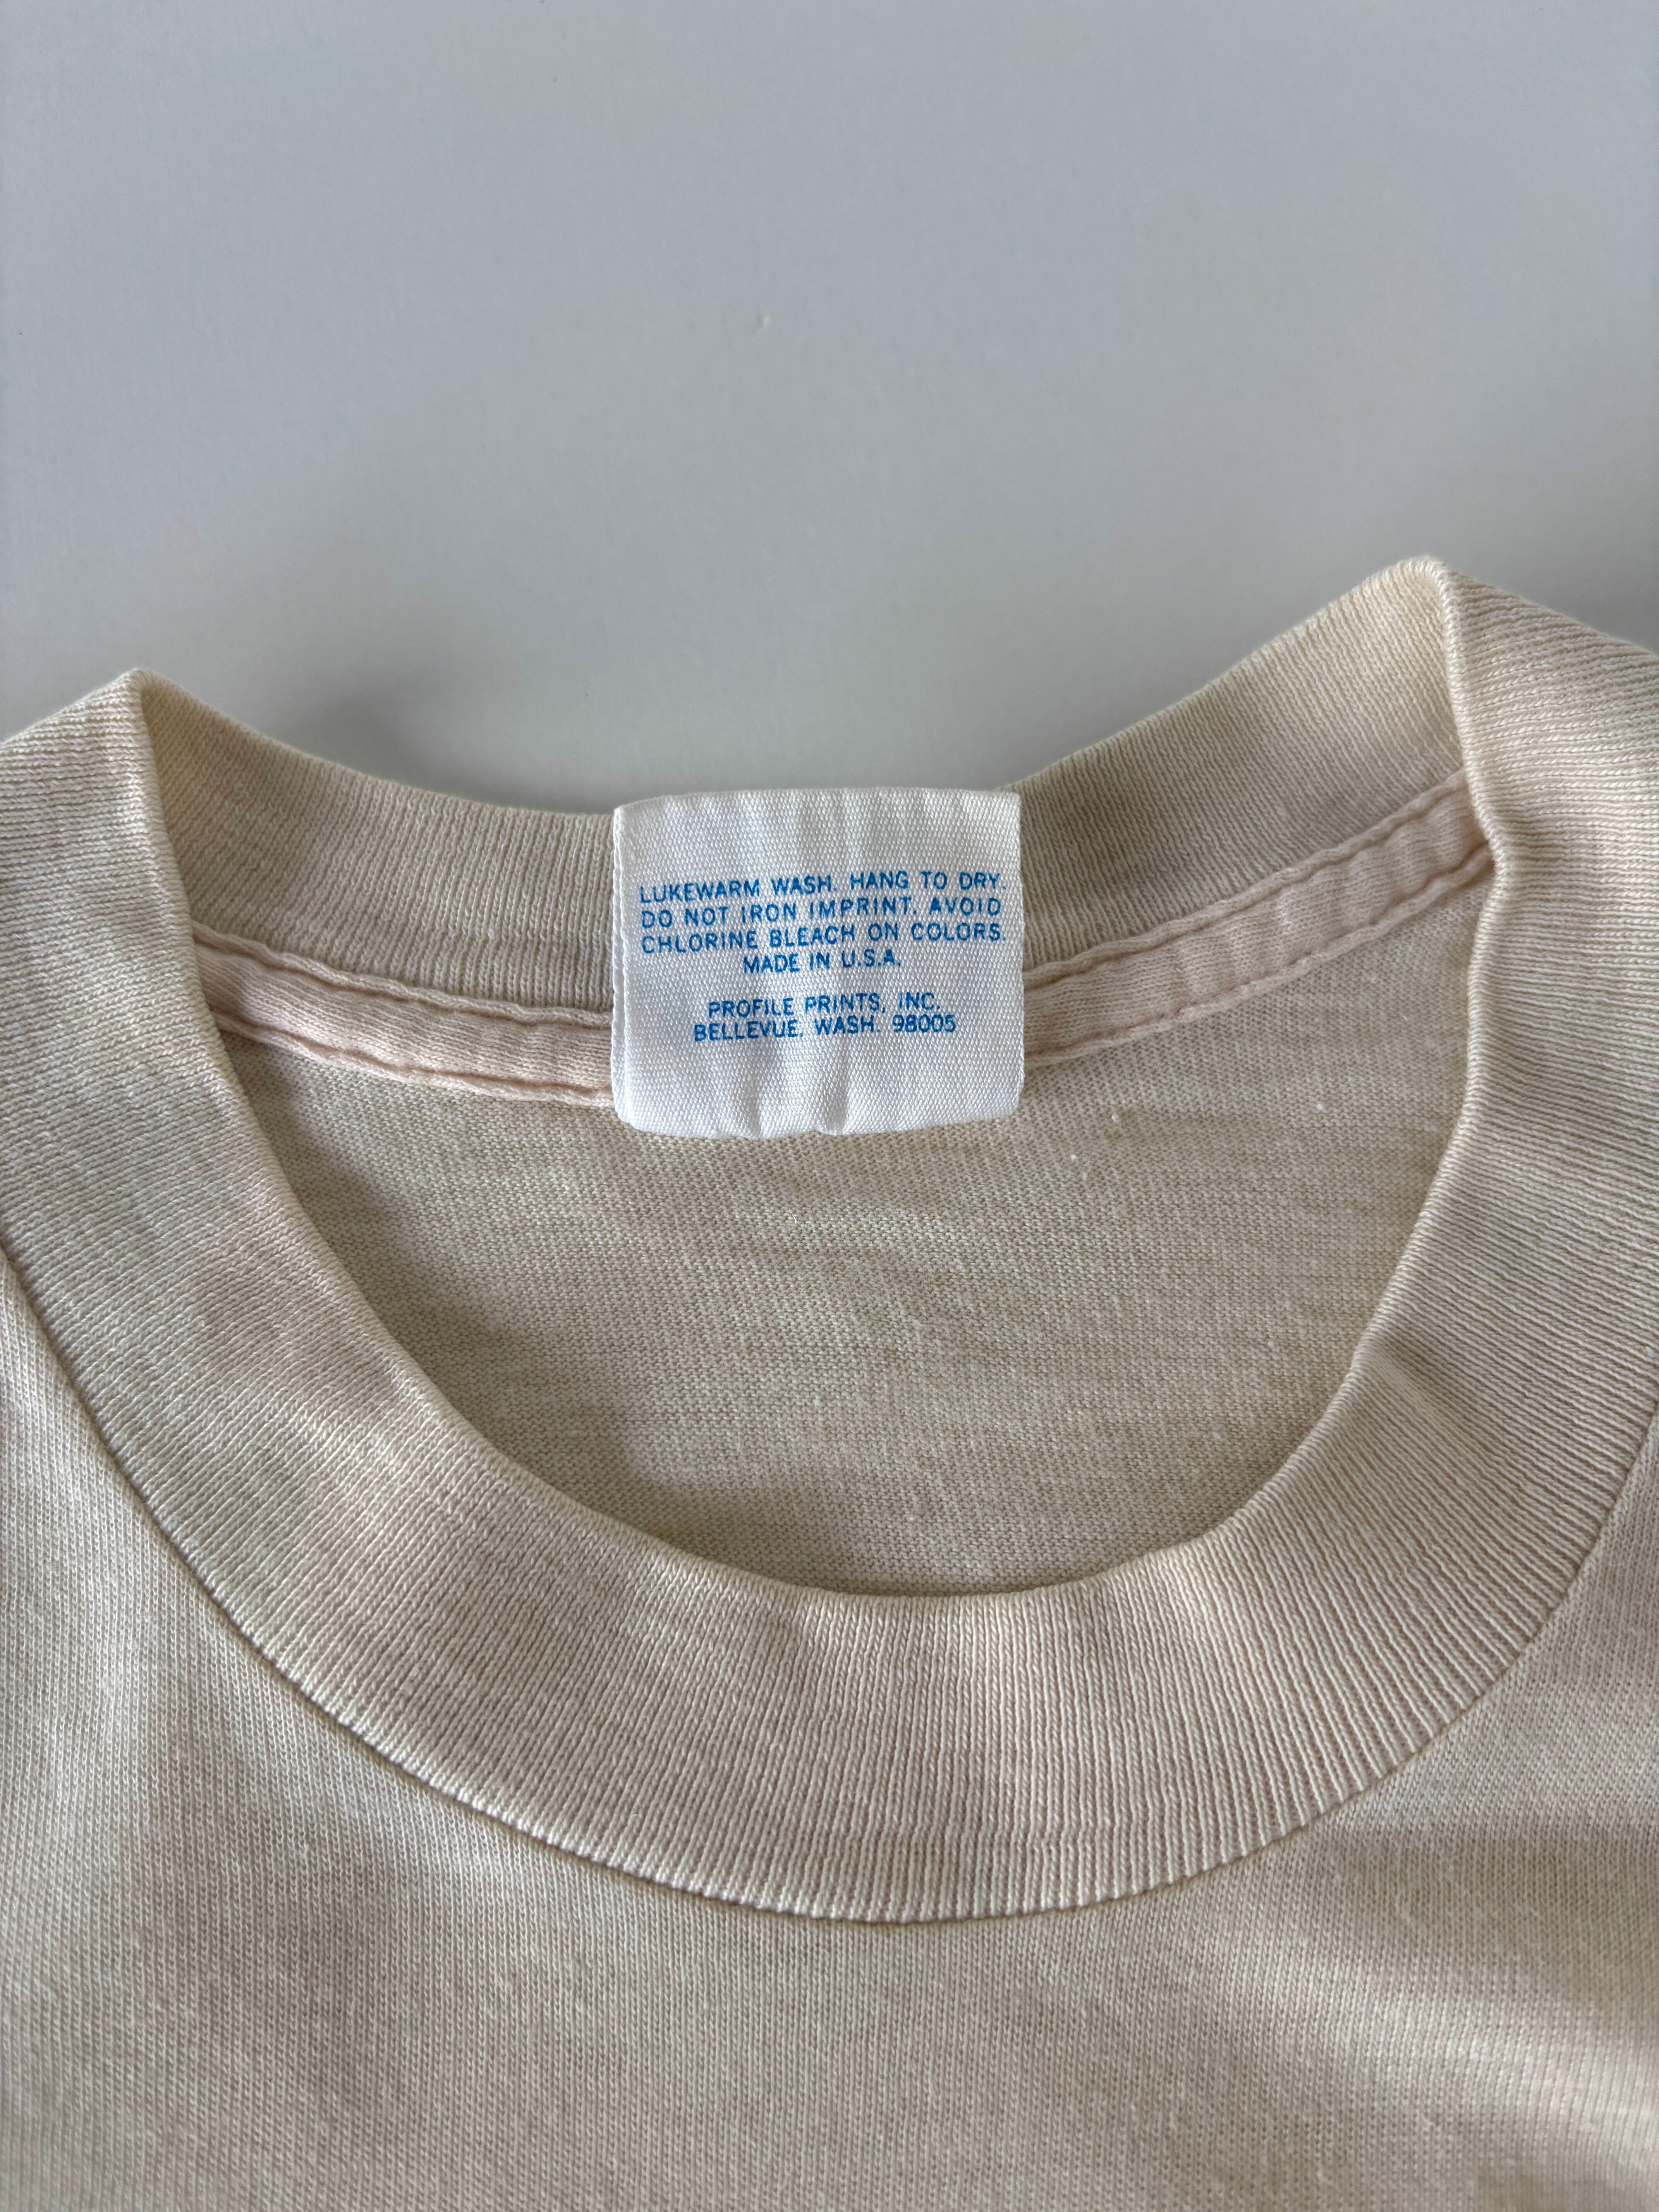 LUKEWARM WASH. HANG TO DRY.
DO NOT IRON IMPRINT. AVOID
CHLORINE BLEACH ON COLORS.
MADE IN U.S.A.
PROFILE PRINTS, INC.
BELLEVUE, WASH. 98005